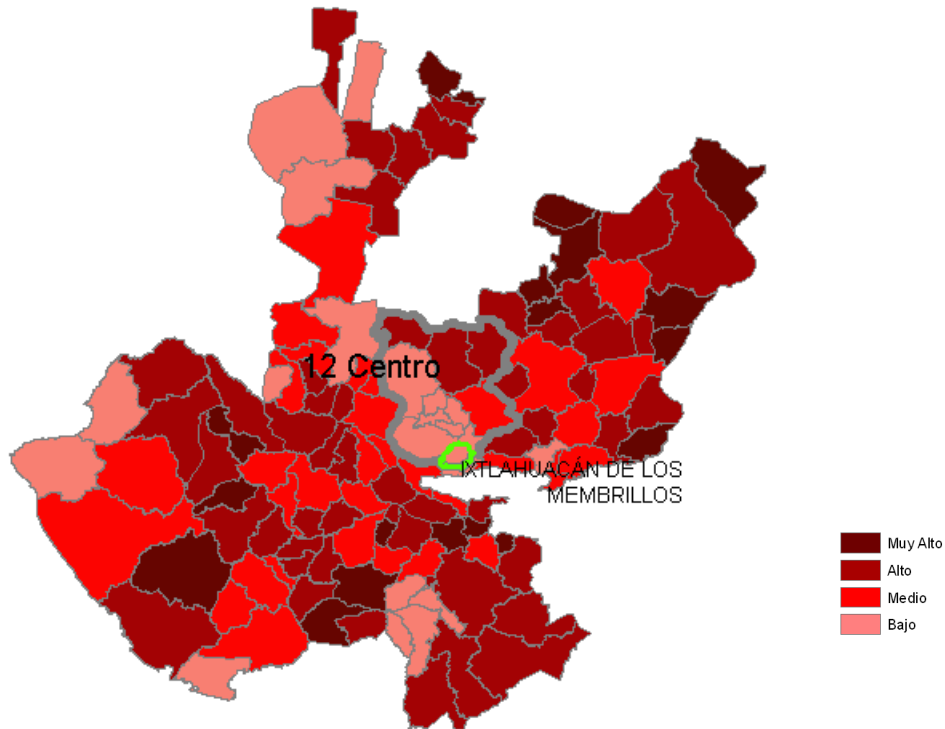 12 Centro
IXTLAHUACÁN DE LOS
MEMBRILLOS
Muy Alto
Alto
Medio
Bajo